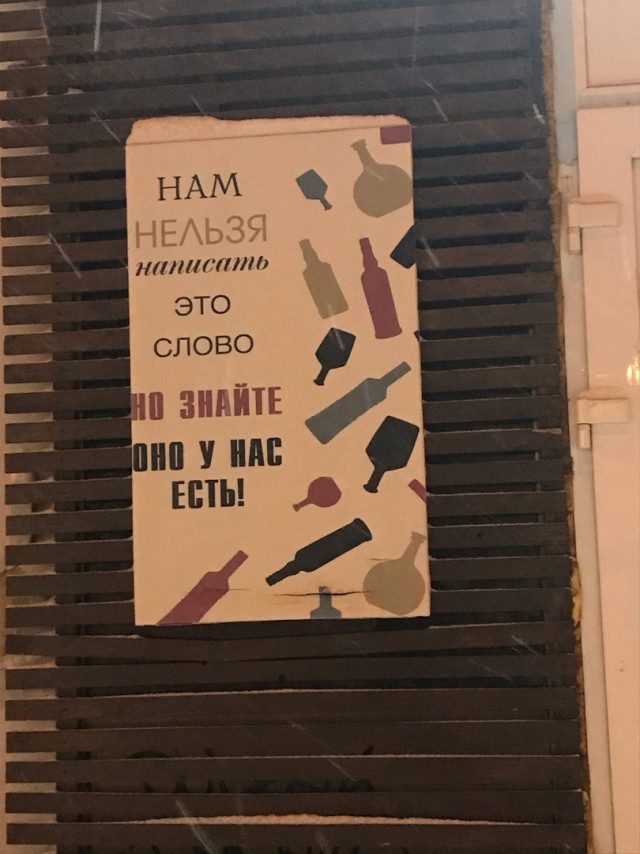 НАМ
НЕЛЬЗЯ
написать
ЭТО
СЛОВО
НО ЗНАЙТЕ
ОНО У НАС
ЕСТЬ!